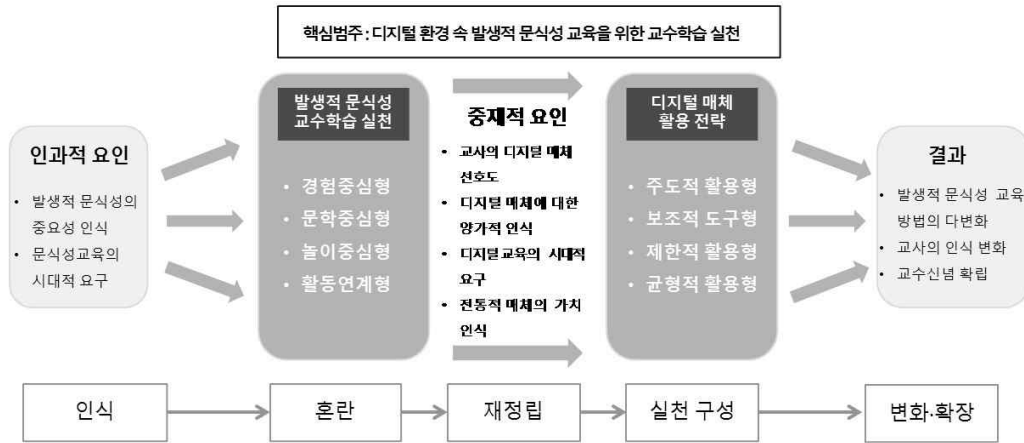 핵심범주 : 디지털 환경 속 발생적 문식성 교육을 위한 교수학습 실천
인과적 요인
• 발생적 문식성의
중요성 인식
• 문식성교육의
시대적 요구
발생적 문식성
교수학습 실천
• 경험중심형
• 문학중심형
• 놀이중심형
• 활동연계형
중재적 요인
• 교사의 디지털 매체
선호도
• 디지털 매체에 대한
양가적 인식
• 디지털교육의 시대적
요구
• 전통적 매체의 가치
인식
디지털 매체
활용 전략
• 주도적 활용형
• 보조적 도구형
• 제한적 활용형
• 균형적 활용형
결과
• 발생적 문식성 교육
방법의 다변화
• 교사의 인식 변화
• 교수신념 확립
인식
혼란
재정립
실천 구성
변화·확장